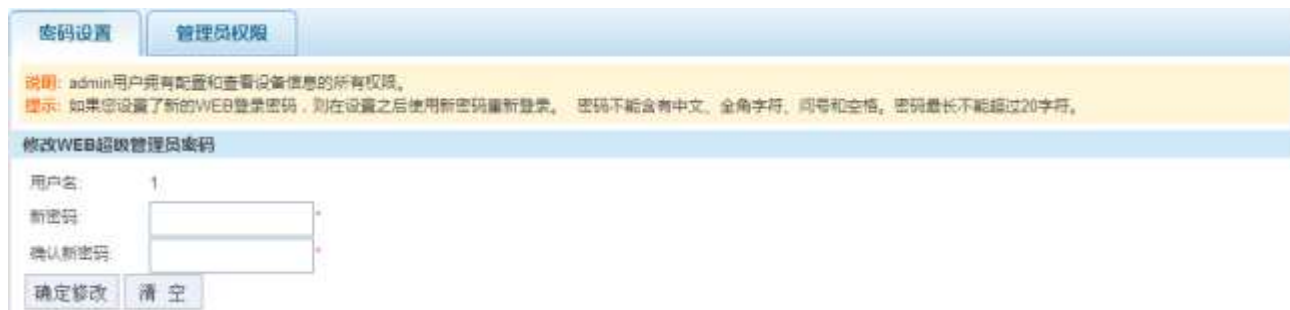 密码设置 管理员权限
说明: admin用户拥有配置和查看设备信息的所有权限。
提示: 如果您设置了新的WEB登录密码，则在设置之后使用新密码重新登录。 密码不能含有中文、全角字符、问号和空格。密码最长不能超过20字符。
修改WEB超级管理员密码
用户名: 1
新密码: *
确认新密码: *
确定修改 清 空